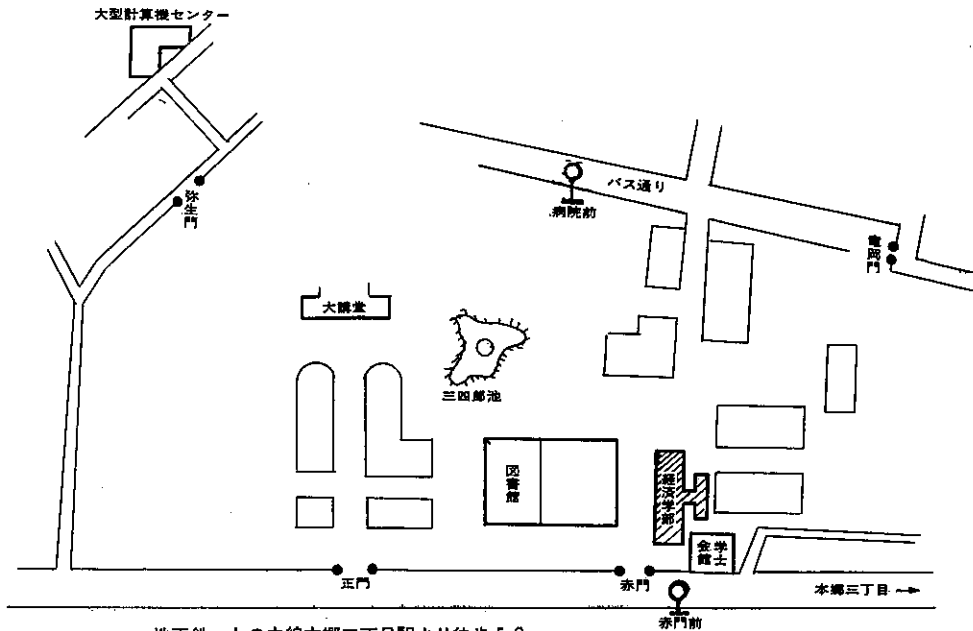 大型計算機センター
弥生門
バス通り
病院前
竜岡門
大講堂
三四郎池
図書館
経済学部
学士会館
正門
赤門
本郷三丁目→
赤門前